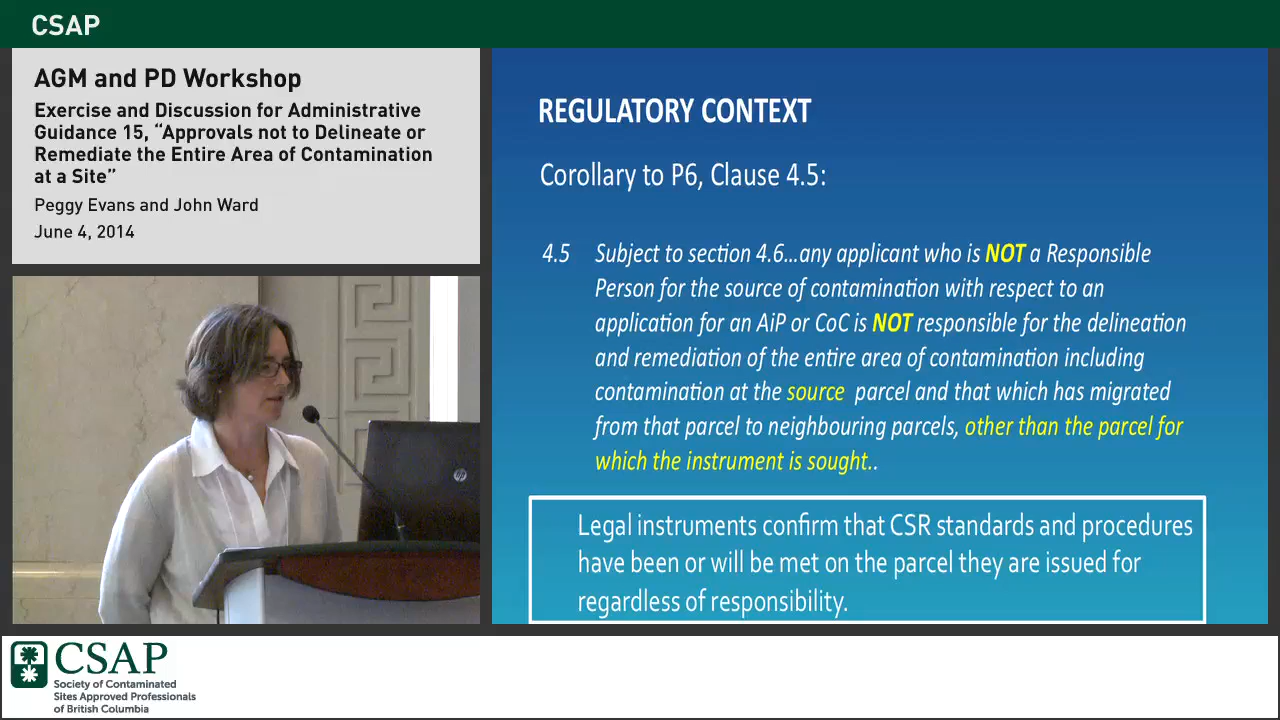 CSAP
AGM and PD Workshop
Exercise and Discussion for Administrative
Guidance 15, “Approvals not to Delineate or
Remediate the Entire Area of Contamination
at a Site”
Peggy Evans and John Ward
June 4, 2014
REGULATORY CONTEXT
Corollary to P6, Clause 4.5:
4.5 Subject to section 4.6...any applicant who is NOT a Responsible
Person for the source of contamination with respect to an
application for an AiP or CoC is NOT responsible for the delineation
and remediation of the entire area of contamination including
contamination at the source parcel and that which has migrated
from that parcel to neighbouring parcels, other than the parcel for
which the instrument is sought..
Legal instruments confirm that CSR standards and procedures
have been or will be met on the parcel they are issued for
regardless of responsibility.
hp
CSAP
Society of Contaminated
Sites Approved Professionals
of British Columbia